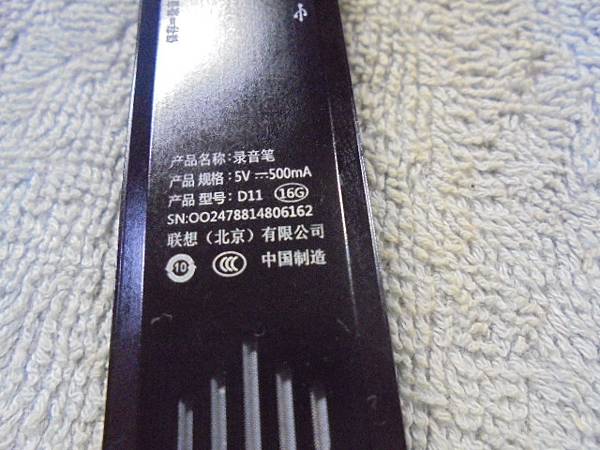 产品名称:录音笔
产品 规格:5V⎓500mA
产品 型号: D11 16G
SN:OO2478814806162
联想（北京）有限公司
10 CCC 中国制造